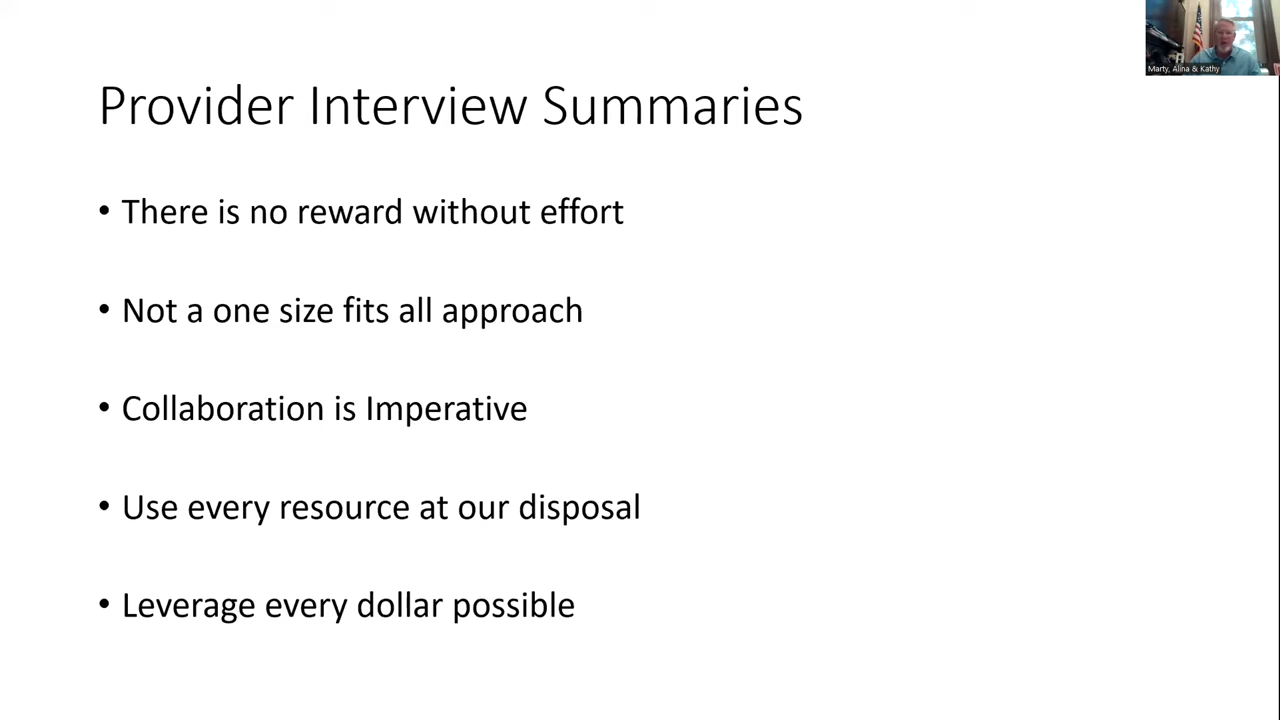 Marty, Alina & Kathy
Provider Interview Summaries
• There is no reward without effort
• Not a one size fits all approach
• Collaboration is Imperative
• Use every resource at our disposal
• Leverage every dollar possible